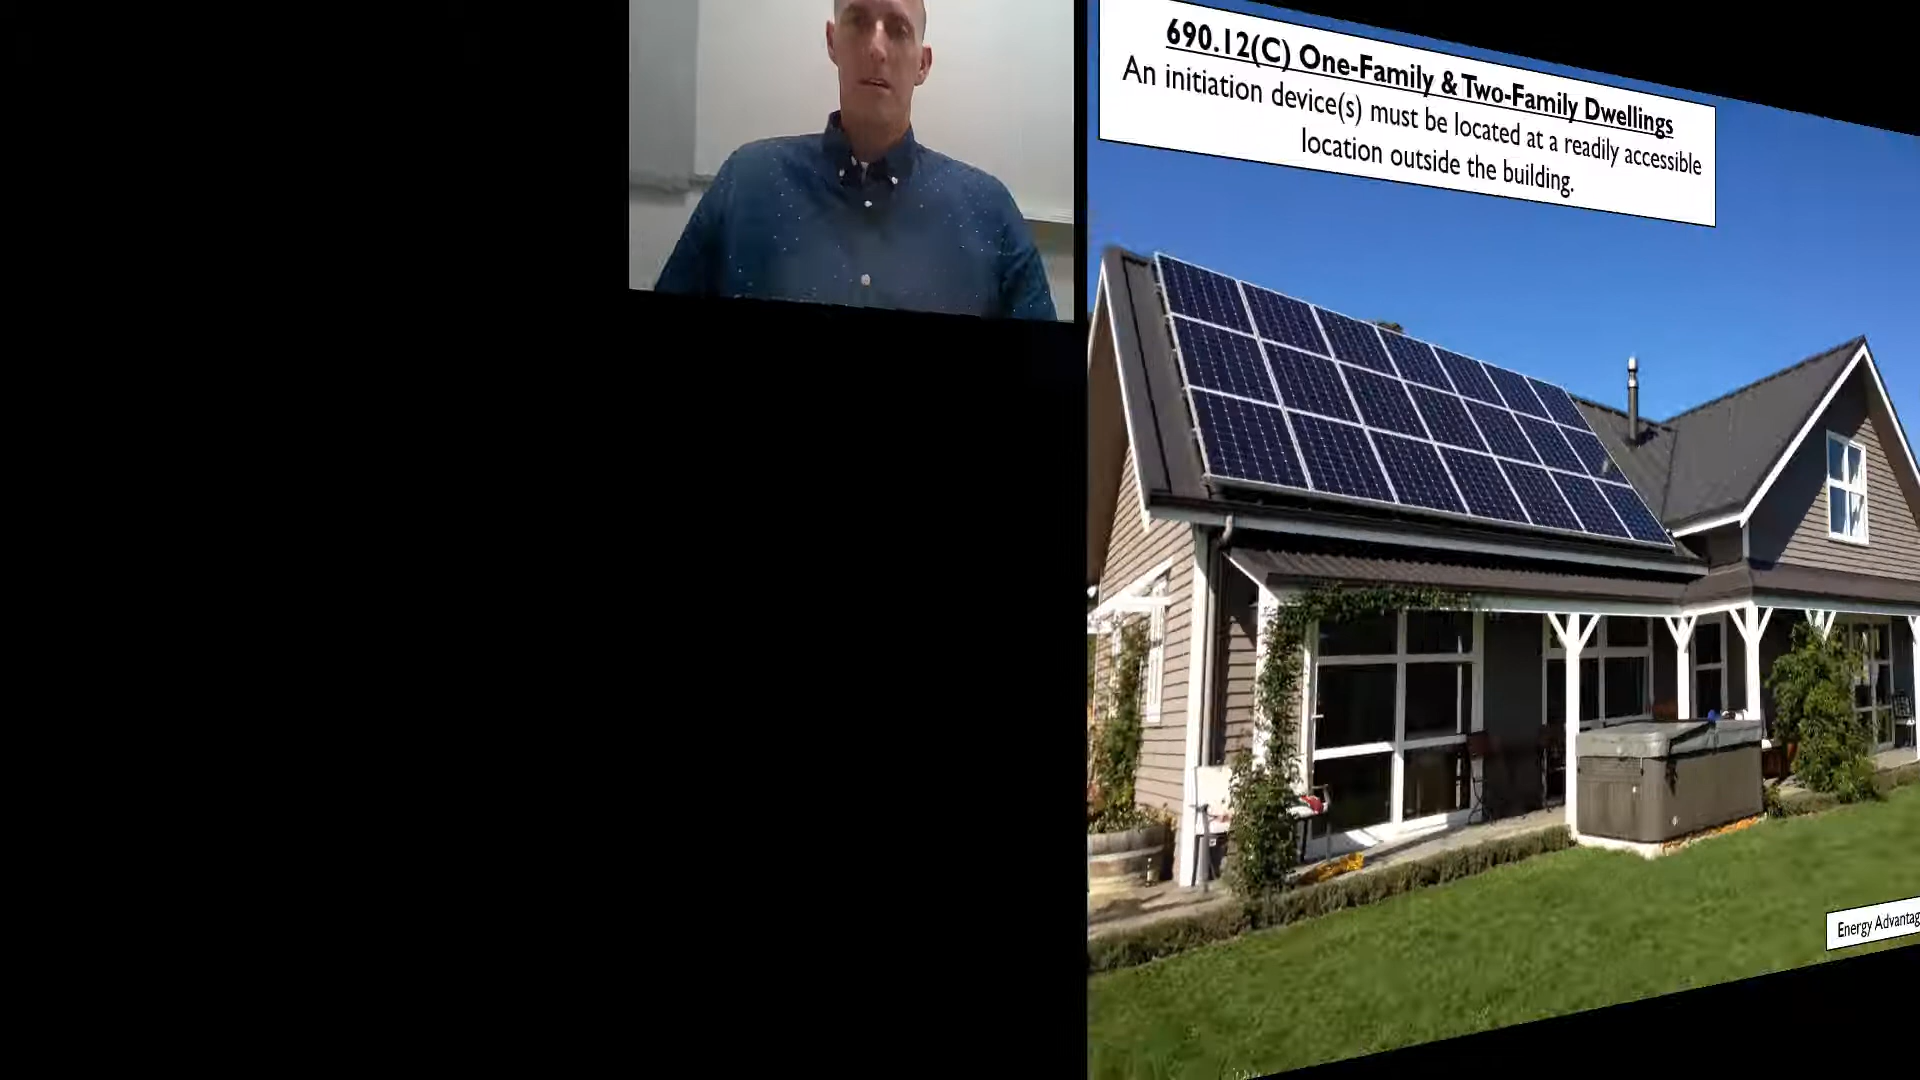 690.12(C) One-Family & Two-Family Dwellings
An initiation device(s) must be located at a readily accessible
location outside the building.
Energy